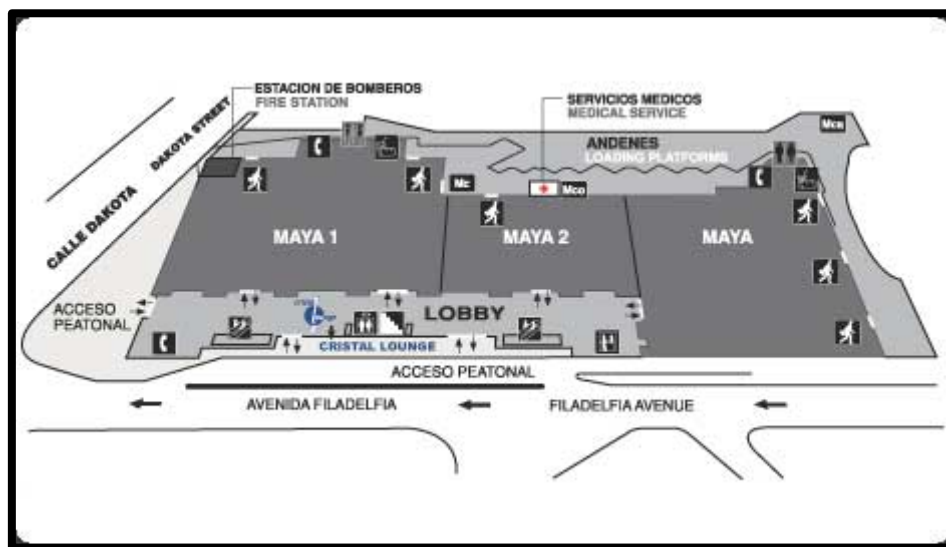 ESTACION DE BOMBEROS
FIRE STATION
SERVICIOS MEDICOS
MEDICAL SERVICE
DAKOTA STREET
CALLE DAKOTA
ANDENES
LOADING PLATFORMS
Mc
Mco
MAYA 1
MAYA 2
MAYA
ACCESO
PEATONAL
LOBBY
CRISTAL LOUNGE
ACCESO PEATONAL
AVENIDA FILADELFIA
FILADELFIA AVENUE